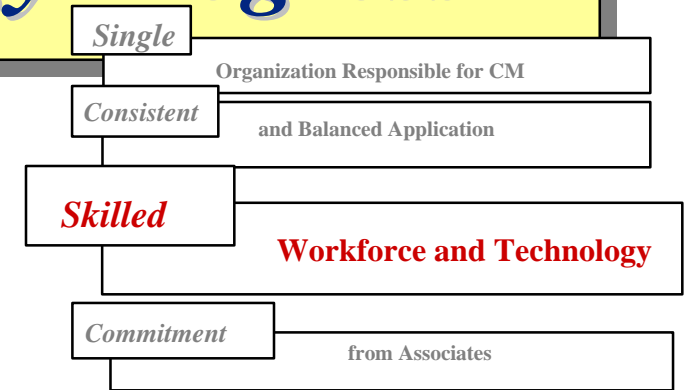 Single
Organization Responsible for CM
Consistent
and Balanced Application
Skilled
Workforce and Technology
Commitment
from Associates